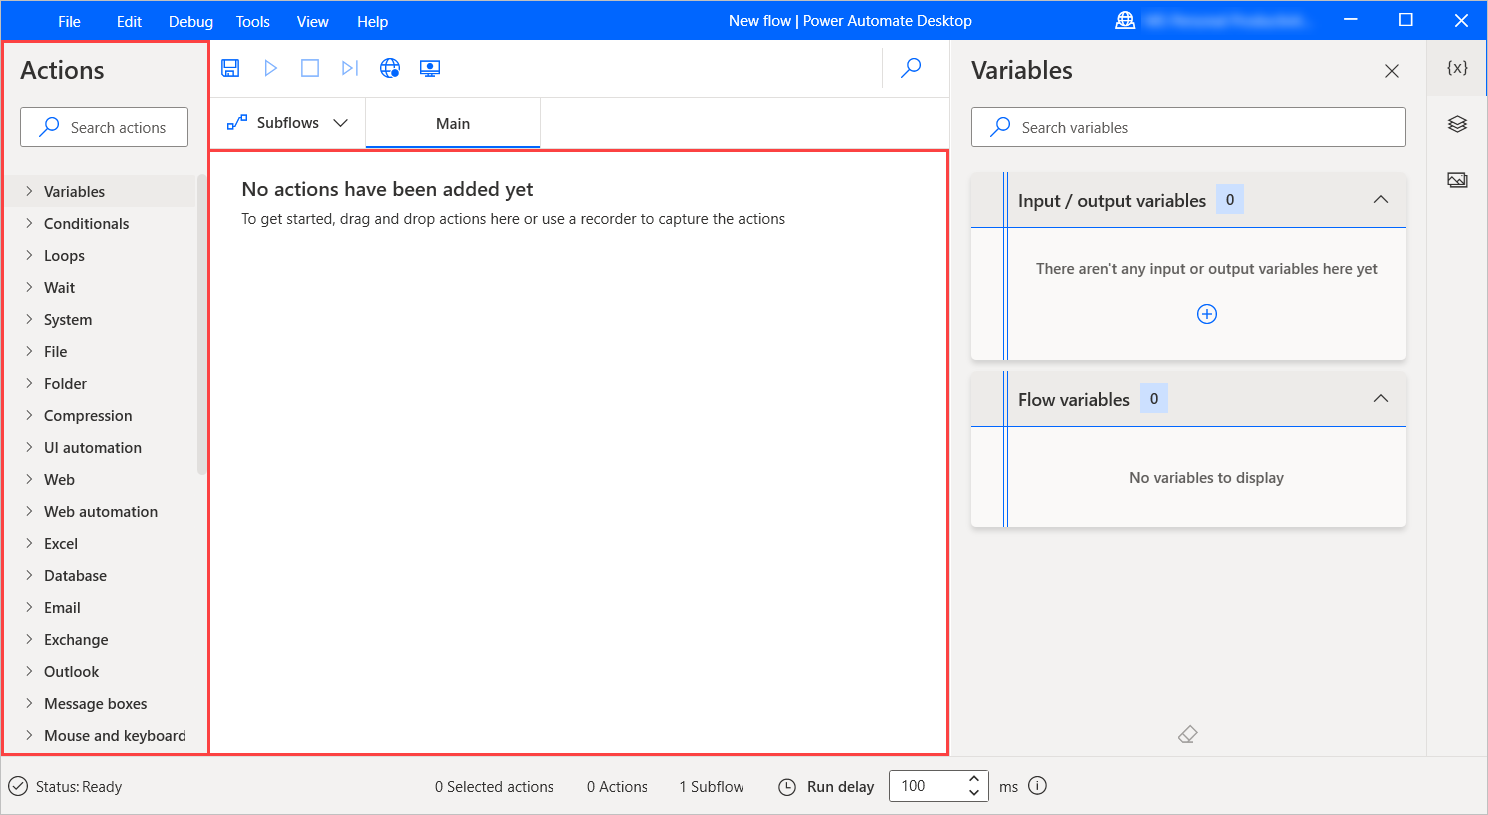 File Edit Debug Tools View Help New flow | Power Automate Desktop
Actions
Search actions
Variables
Conditionals
Loops
Wait
System
File
Folder
Compression
UI automation
Web
Web automation
Excel
Database
Email
Exchange
Outlook
Message boxes
Mouse and keyboard
Subflows Main
No actions have been added yet
To get started, drag and drop actions here or use a recorder to capture the actions
Variables
Search variables
Input / output variables 0
There aren't any input or output variables here yet
Flow variables 0
No variables to display
{x}
Status: Ready 0 Selected actions 0 Actions 1 Subflow Run delay 100 ms